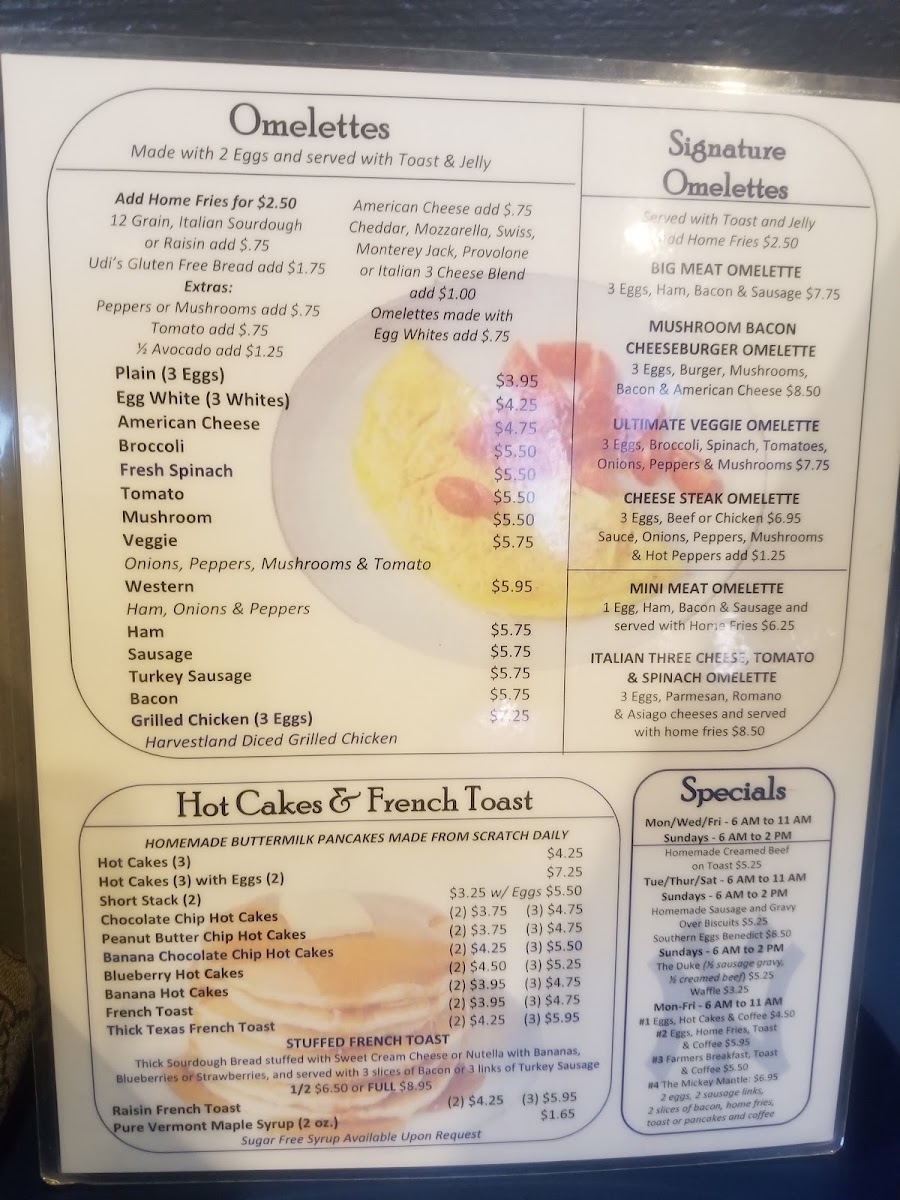 Omelettes
Made with 2 Eggs and served with Toast & Jelly
Add Home Fries for $2.50
12 Grain, Italian Sourdough
or Raisin add $.75
Udi's Gluten Free Bread add $1.75
Extras:
Peppers or Mushrooms add $.75
Tomato add $.75
½ Avocado add $1.25
American Cheese add $.75
Cheddar, Mozzarella, Swiss,
Monterey Jack, Provolone
or Italian 3 Cheese Blend
add $1.00
Omelettes made with
Egg Whites add $.75
Plain (3 Eggs) $3.95
Egg White (3 Whites) $4.25
American Cheese $4.75
Broccoli $5.50
Fresh Spinach $5.50
Tomato $5.50
Mushroom $5.50
Veggie $5.75
Onions, Peppers, Mushrooms & Tomato
Western $5.95
Ham, Onions & Peppers
Ham $5.75
Sausage $5.75
Turkey Sausage $5.75
Bacon $5.75
Grilled Chicken (3 Eggs) $7.25
Harvestland Diced Grilled Chicken
Signature
Omelettes
Served with Toast and Jelly
Add Home Fries $2.50
BIG MEAT OMELETTE
3 Eggs, Ham, Bacon & Sausage $7.75
MUSHROOM BACON
CHEESEBURGER OMELETTE
3 Eggs, Burger, Mushrooms,
Bacon & American Cheese $8.50
ULTIMATE VEGGIE OMELETTE
3 Eggs, Broccoli, Spinach, Tomatoes,
Onions, Peppers & Mushrooms $7.75
CHEESE STEAK OMELETTE
3 Eggs, Beef or Chicken $6.95
Sauce, Onions, Peppers, Mushrooms
& Hot Peppers add $1.25
MINI MEAT OMELETTE
1 Egg, Ham, Bacon & Sausage and
served with Home Fries $6.25
ITALIAN THREE CHEESE, TOMATO
& SPINACH OMELETTE
3 Eggs, Parmesan, Romano
& Asiago cheeses and served
with home fries $8.50
Hot Cakes & French Toast
HOMEMADE BUTTERMILK PANCAKES MADE FROM SCRATCH DAILY
Hot Cakes (3) $4.25
Hot Cakes (3) with Eggs (2) $7.25
Short Stack (2) $3.25 w/ Eggs $5.50
Chocolate Chip Hot Cakes (2) $3.75 (3) $4.75
Peanut Butter Chip Hot Cakes (2) $3.75 (3) $4.75
Banana Chocolate Chip Hot Cakes (2) $4.25 (3) $5.50
Blueberry Hot Cakes (2) $4.50 (3) $5.25
Banana Hot Cakes (2) $3.95 (3) $4.75
French Toast (2) $3.95 (3) $4.75
Thick Texas French Toast (2) $4.25 (3) $5.95
STUFFED FRENCH TOAST
Thick Sourdough Bread stuffed with Sweet Cream Cheese or Nutella with Bananas,
Blueberries or Strawberries, and served with 3 slices of Bacon or 3 links of Turkey Sausage
1/2 $6.50 or FULL $8.95
Raisin French Toast (2) $4.25 (3) $5.95
Pure Vermont Maple Syrup (2 oz.) $1.65
Sugar Free Syrup Available Upon Request
Specials
Mon/Wed/Fri - 6 AM to 11 AM
Sundays - 6 AM to 2 PM
Homemade Creamed Beef
on Toast $5.25
Tue/Thur/Sat - 6 AM to 11 AM
Sundays - 6 AM to 2 PM
Homemade Sausage and Gravy
Over Biscuits $5.25
Southern Eggs Benedict $6.50
Sundays - 6 AM to 2 PM
The Duke (½ sausage gravy,
½ creamed beef) $5.25
Waffle $3.25
Mon-Fri - 6 AM to 11 AM
#1 Eggs, Hot Cakes & Coffee $4.50
#2 Eggs, Home Fries, Toast
& Coffee $5.95
#3 Farmers Breakfast, Toast
& Coffee $5.50
#4 The Mickey Mantle: $6.95
2 eggs, 2 sausage links,
2 slices of bacon, home fries,
toast or pancakes and coffee